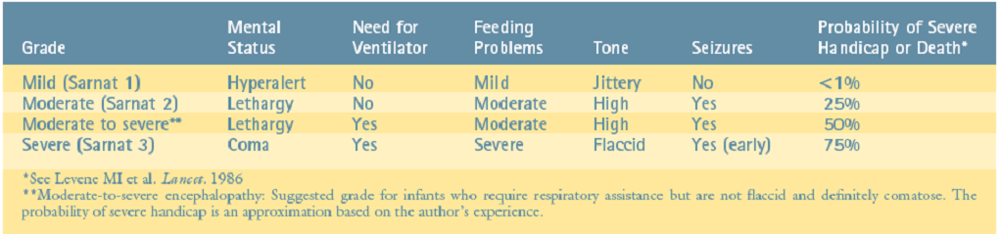 Grade Mental Status Need for Ventilator Feeding Problems Tone Seizures Probability of Severe Handicap or Death*
Mild (Sarnat 1) Hyperalert No Mild Jittery No <1%
Moderate (Sarnat 2) Lethargy No Moderate High Yes 25%
Moderate to severe** Lethargy Yes Moderate High Yes 50%
Severe (Sarnat 3) Coma Yes Severe Flaccid Yes (early) 75%
*See Levene MI et al. Lancet. 1986
**Moderate-to-severe encephalopathy: Suggested grade for infants who require respiratory assistance but are not flaccid and definitely comatose. The
probability of severe handicap is an approximation based on the author's experience.